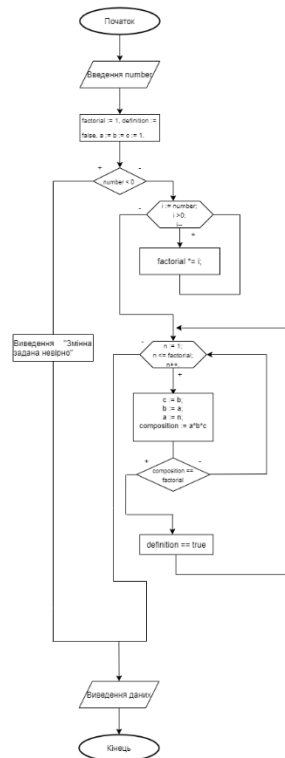 Початок
Введення number
factorial := 1, definition :=
false, a := b := c := 1.
+
-
number < 0
-
i := number;
i >0;
i--
+
factorial *= i;
Виведення "Змінна
задана невірно"
-
n := 1;
n <= factorial;
n++.
+
c := b;
b := a;
a := n;
composition := a*b*c
+
-
composition ==
factorial
definition == true
Виведення даних
Кінець